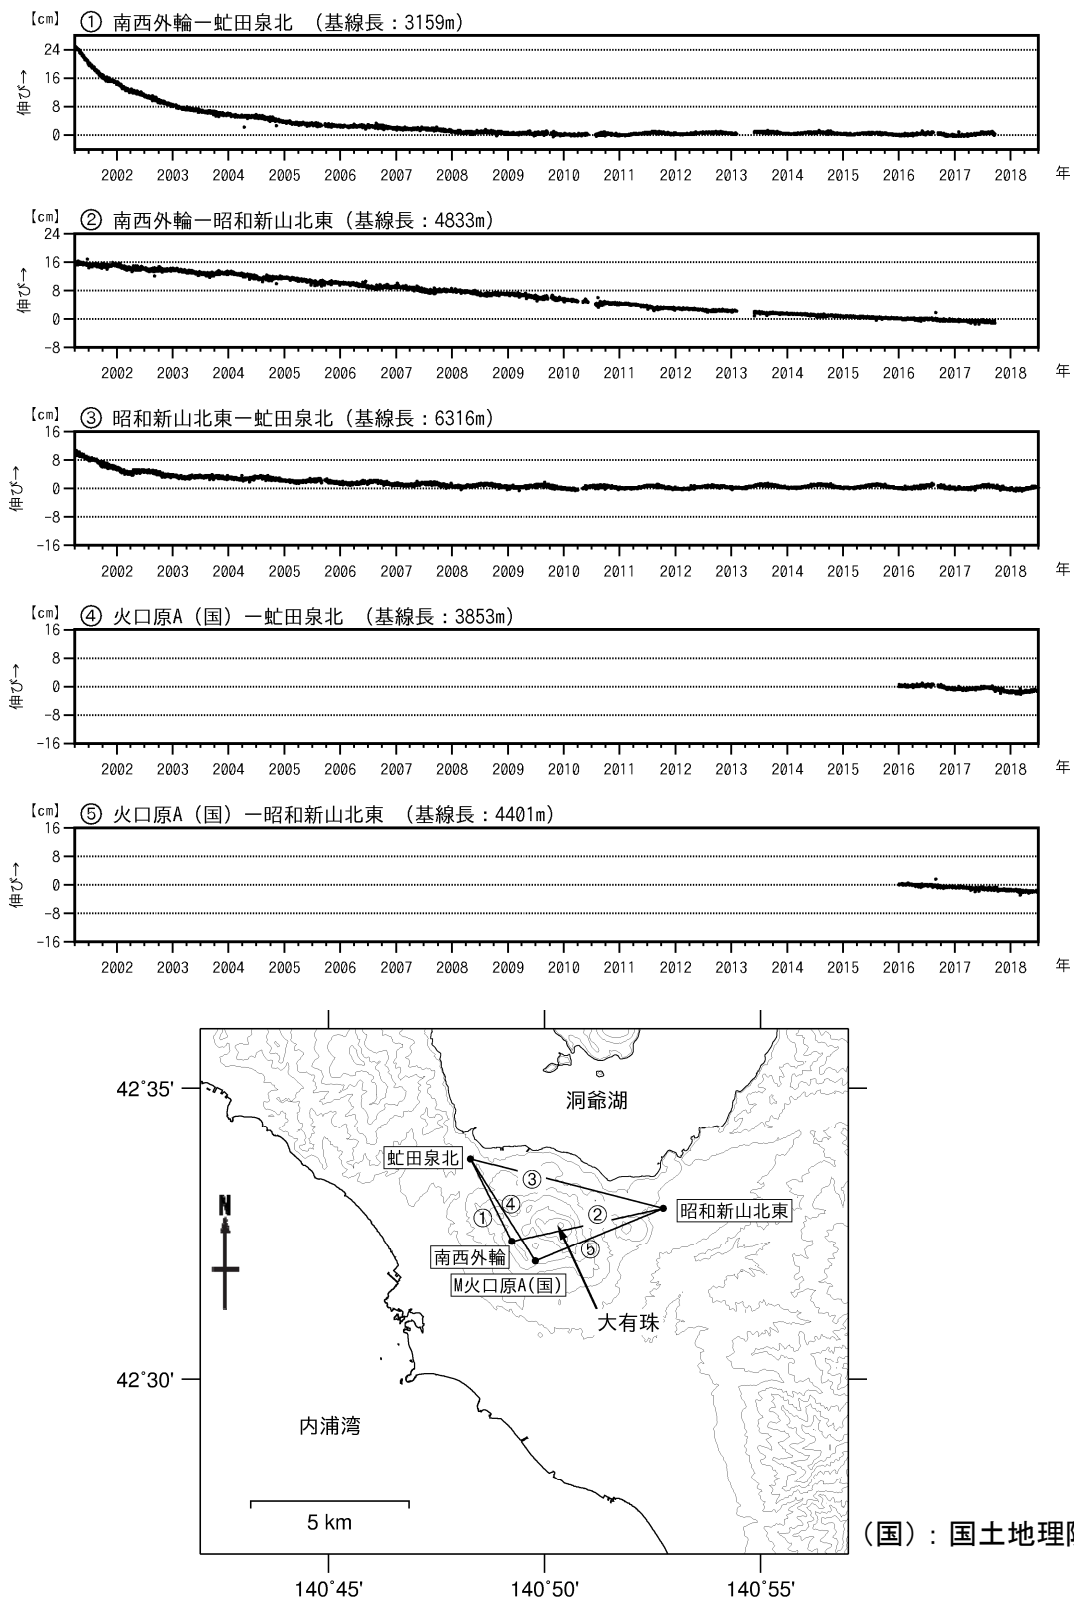 [cm] ① 南西外輪ー虻田泉北 （基線長：3159m）
24
16
8
0
伸び→
2002 2003 2004 2005 2006 2007 2008 2009 2010 2011 2012 2013 2014 2015 2016 2017 2018 年
[cm] ② 南西外輪ー昭和新山北東（基線長：4833m）
24
16
8
0
-8
伸び→
2002 2003 2004 2005 2006 2007 2008 2009 2010 2011 2012 2013 2014 2015 2016 2017 2018 年
[cm] ③ 昭和新山北東ー虻田泉北（基線長：6316m）
16
8
0
-8
-16
伸び→
2002 2003 2004 2005 2006 2007 2008 2009 2010 2011 2012 2013 2014 2015 2016 2017 2018 年
[cm] ④ 火口原A（国）ー虻田泉北 （基線長：3853m）
16
8
0
-8
-16
伸び→
2002 2003 2004 2005 2006 2007 2008 2009 2010 2011 2012 2013 2014 2015 2016 2017 2018 年
[cm] ⑤ 火口原A（国）ー昭和新山北東 （基線長：4401m）
16
8
0
-8
-16
伸び→
2002 2003 2004 2005 2006 2007 2008 2009 2010 2011 2012 2013 2014 2015 2016 2017 2018 年
42˚35'
洞爺湖
虻田泉北
③
④
N
①
②
昭和新山北東
南西外輪
⑤
M火口原A(国)
大有珠
42˚30'
内浦湾
5 km
（国）：国土地理院
140˚45' 140˚50' 140˚55'